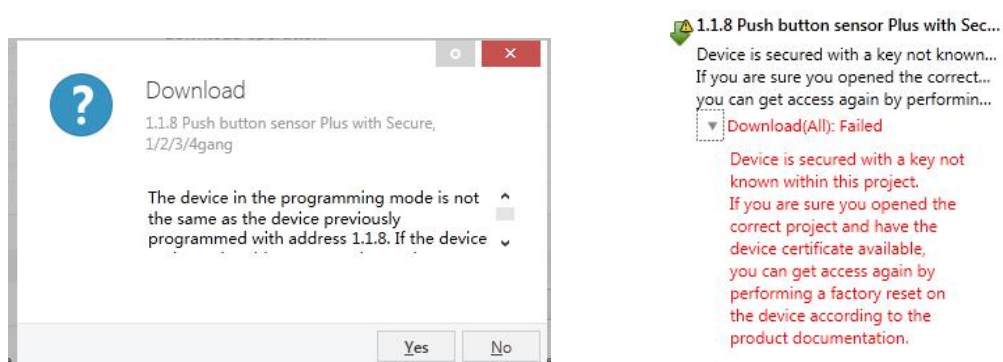 Download
1.1.8 Push button sensor Plus with Secure,
1/2/3/4gang
The device in the programming mode is not
the same as the device previously
programmed with address 1.1.8. If the device
Yes
No
1.1.8 Push button sensor Plus with Sec...
Device is secured with a key not known...
If you are sure you opened the correct...
you can get access again by performin...
Download(All): Failed
Device is secured with a key not
known within this project.
If you are sure you opened the
correct project and have the
device certificate available,
you can get access again by
performing a factory reset on
the device according to the
product documentation.